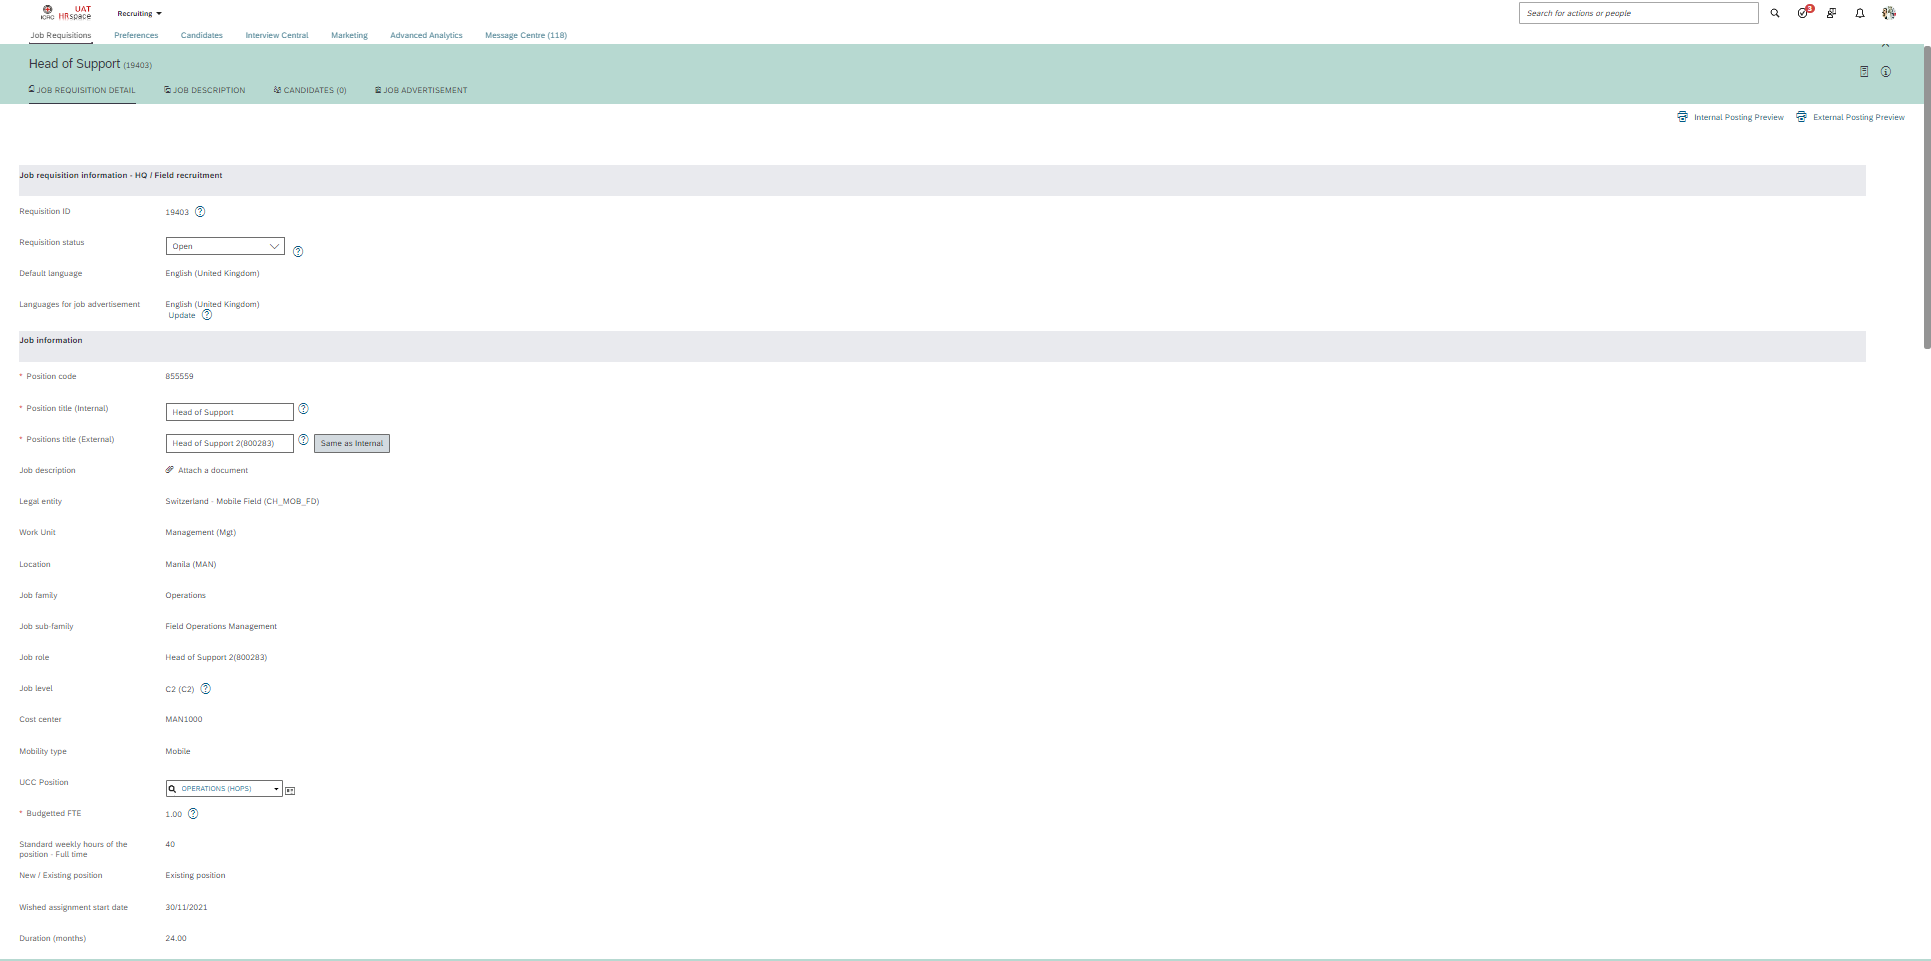 ICRC UAT HRspace Recruiting Search for actions or people 3
Job Requisitions Preferences Candidates Interview Central Marketing Advanced Analytics Message Centre (118)
Head of Support (19403)
JOB REQUISITION DETAIL JOB DESCRIPTION CANDIDATES (0) JOB ADVERTISEMENT
Internal Posting Preview External Posting Preview
Job requisition information - HQ / Field recruitment
Requisition ID 19403 ?
Requisition status Open ?
Default language English (United Kingdom)
Languages for job advertisement English (United Kingdom)
Update ?
Job information
* Position code 855559
* Position title (Internal) Head of Support ?
* Positions title (External) Head of Support 2(800283) ? Same as Internal
Job description Attach a document
Legal entity Switzerland - Mobile Field (CH_MOB_FD)
Work Unit Management (Mgt)
Location Manila (MAN)
Job family Operations
Job sub-family Field Operations Management
Job role Head of Support 2(800283)
Job level C2 (C2) ?
Cost center MAN1000
Mobility type Mobile
UCC Position OPERATIONS (HOPS)
* Budgetted FTE 1.00 ?
Standard weekly hours of the 40
position - Full time
New / Existing position Existing position
Wished assignment start date 30/11/2021
Duration (months) 24.00